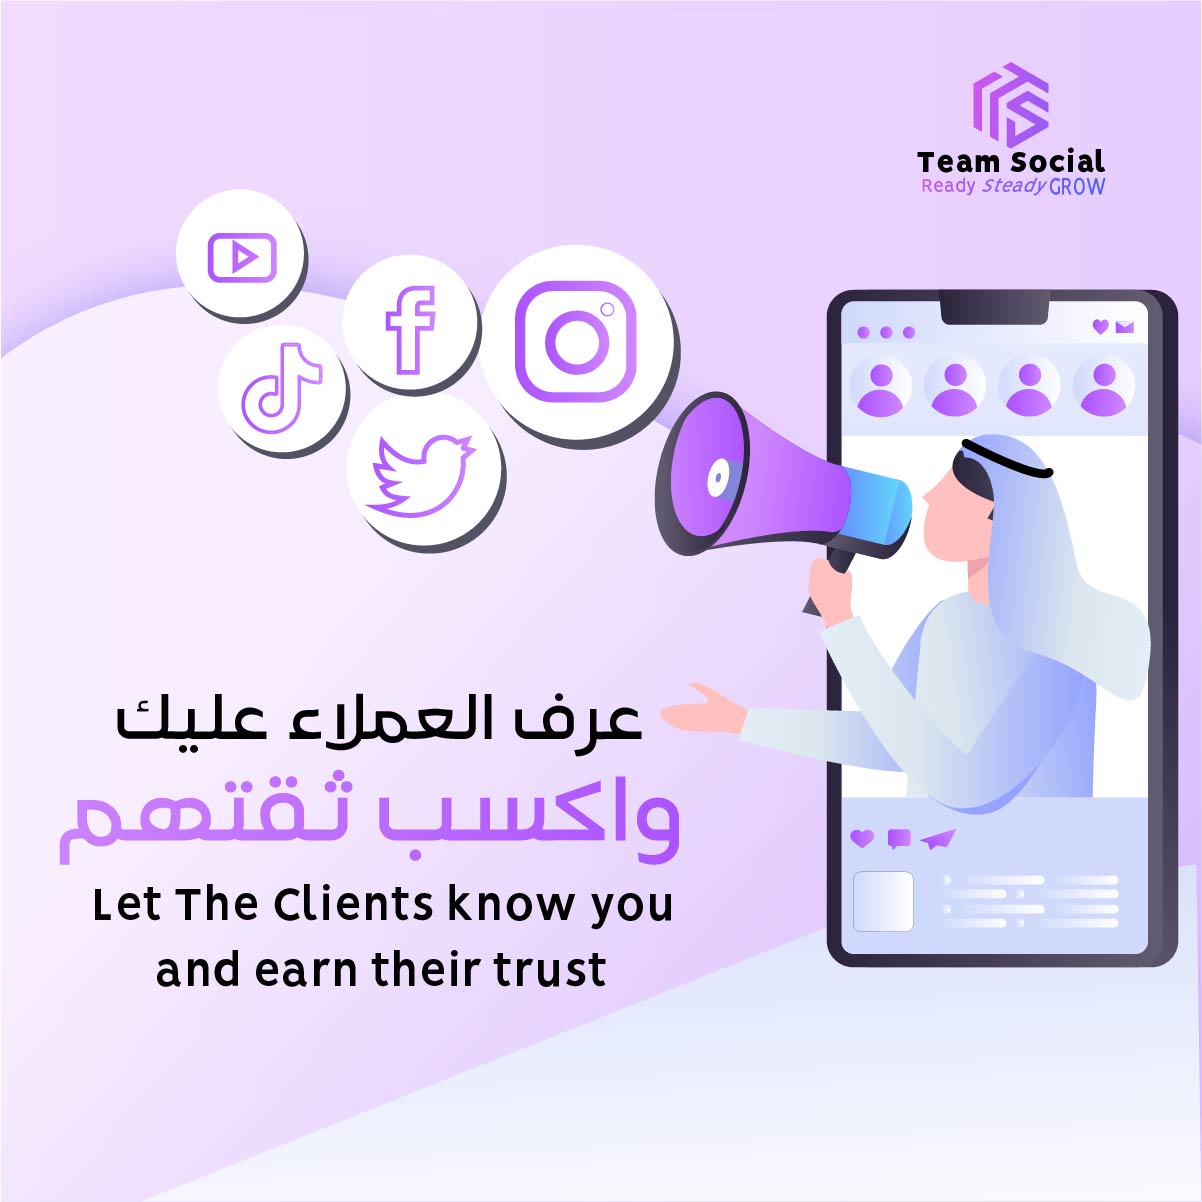 Team Social
Ready Steady GROW
عرف العملاء عليك
واكسب ثقتهم
Let The Clients know you
and earn their trust